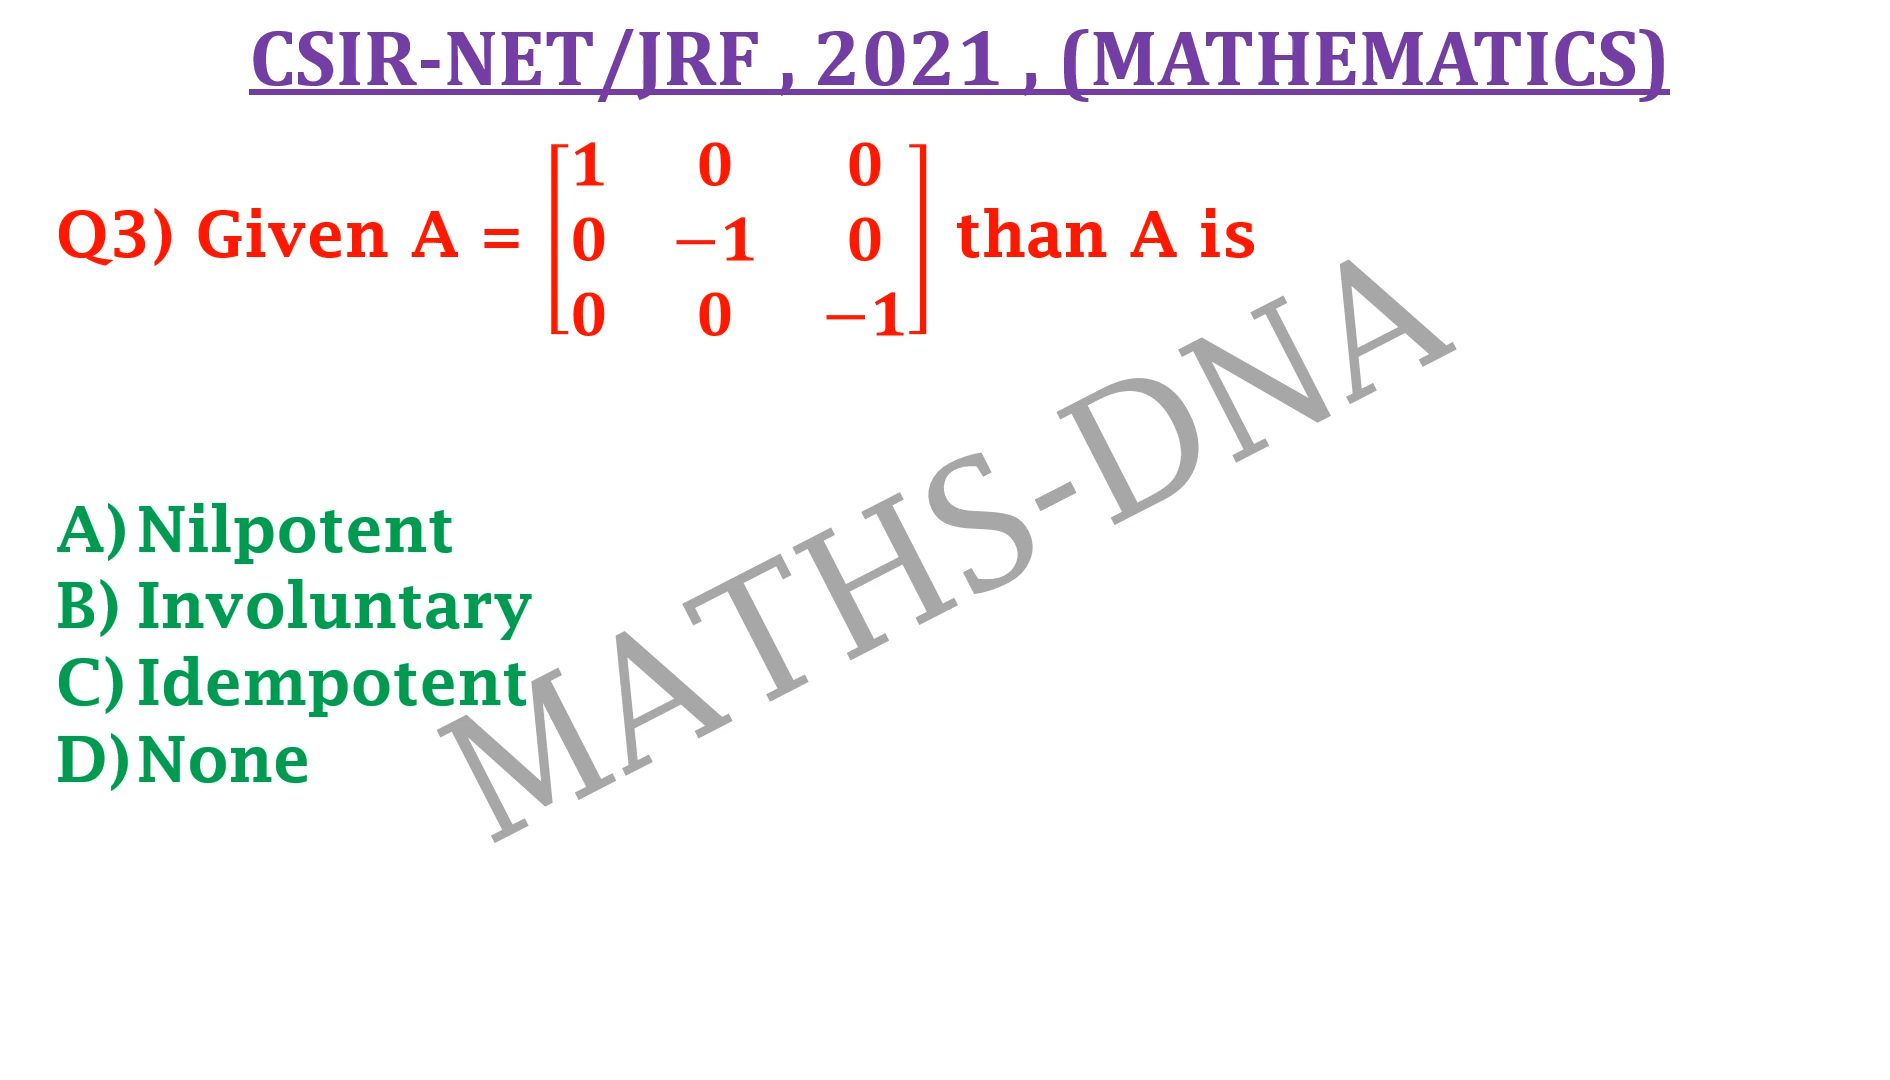 CSIR-NET/JRF , 2021 , (MATHEMATICS)
1 0 0
Q3) Given A = 0 −1 0 than A is
0 0 −1
MATHS-DNA
A) Nilpotent
B) Involuntary
C) Idempotent
D) None